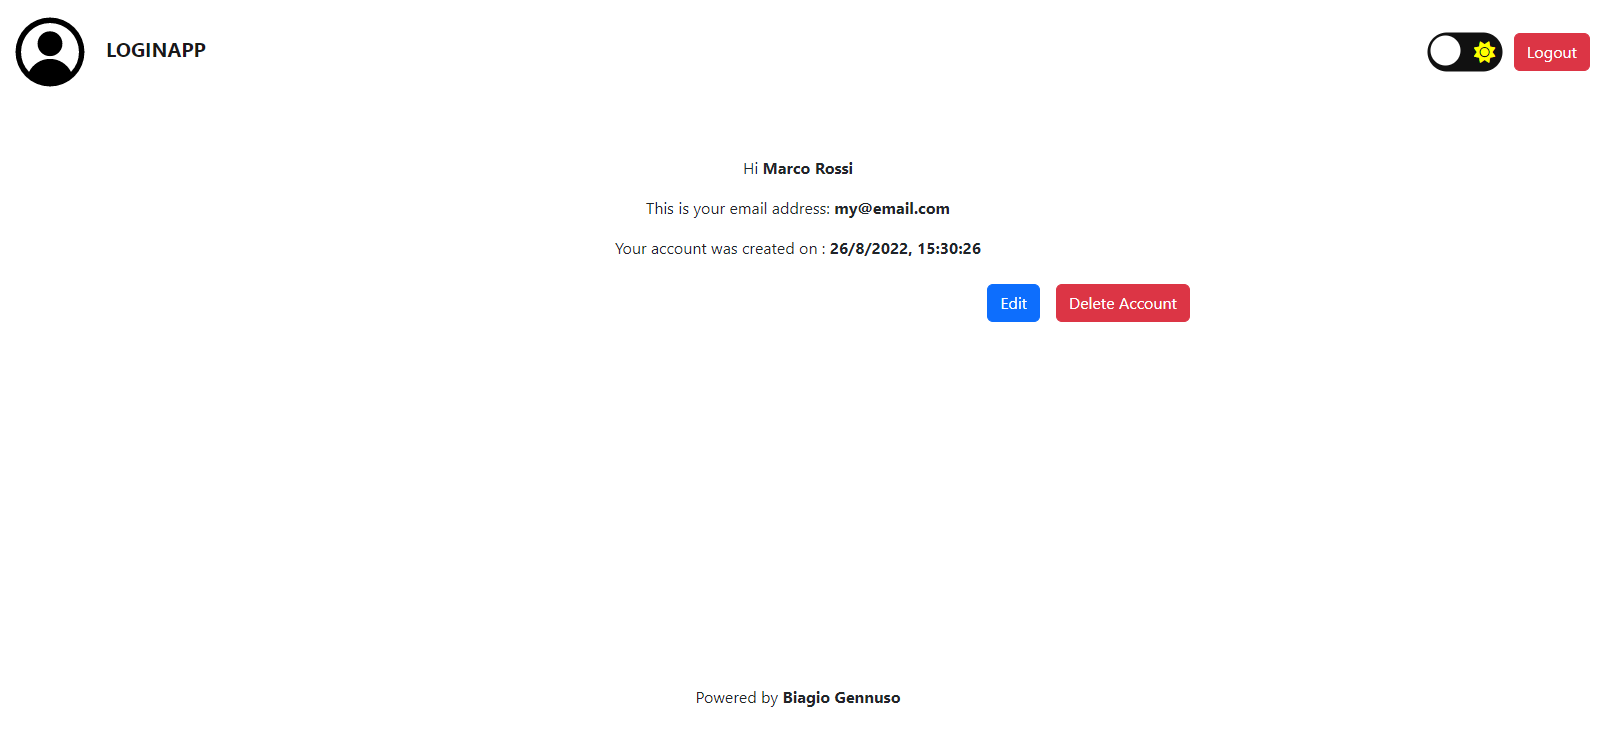 LOGINAPP
Logout
Hi Marco Rossi
This is your email address: my@email.com
Your account was created on : 26/8/2022, 15:30:26
Edit
Delete Account
Powered by Biagio Gennuso